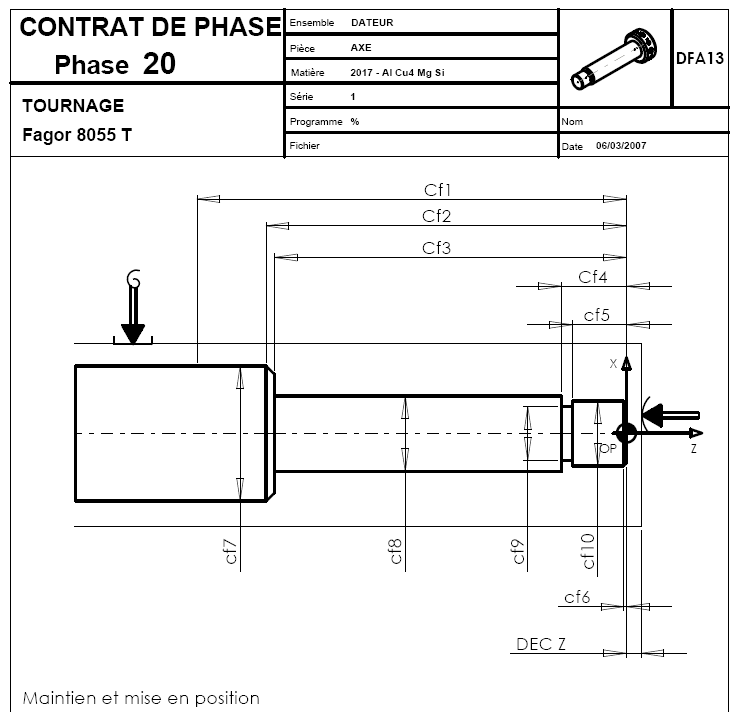 CONTRAT DE PHASE
Phase 20
TOURNAGE
Fagor 8055 T
Ensemble DATEUR
Pièce AXE
Matière 2017 - Al Cu4 Mg Si
Série 1
Programme %
Fichier
DFA13
Nom
Date 06/03/2007
Cf1
Cf2
Cf3
Cf4
cf5
X
OP
Z
cf7
cf8
cf9
cf10
cf6
DEC Z
Maintien et mise en position